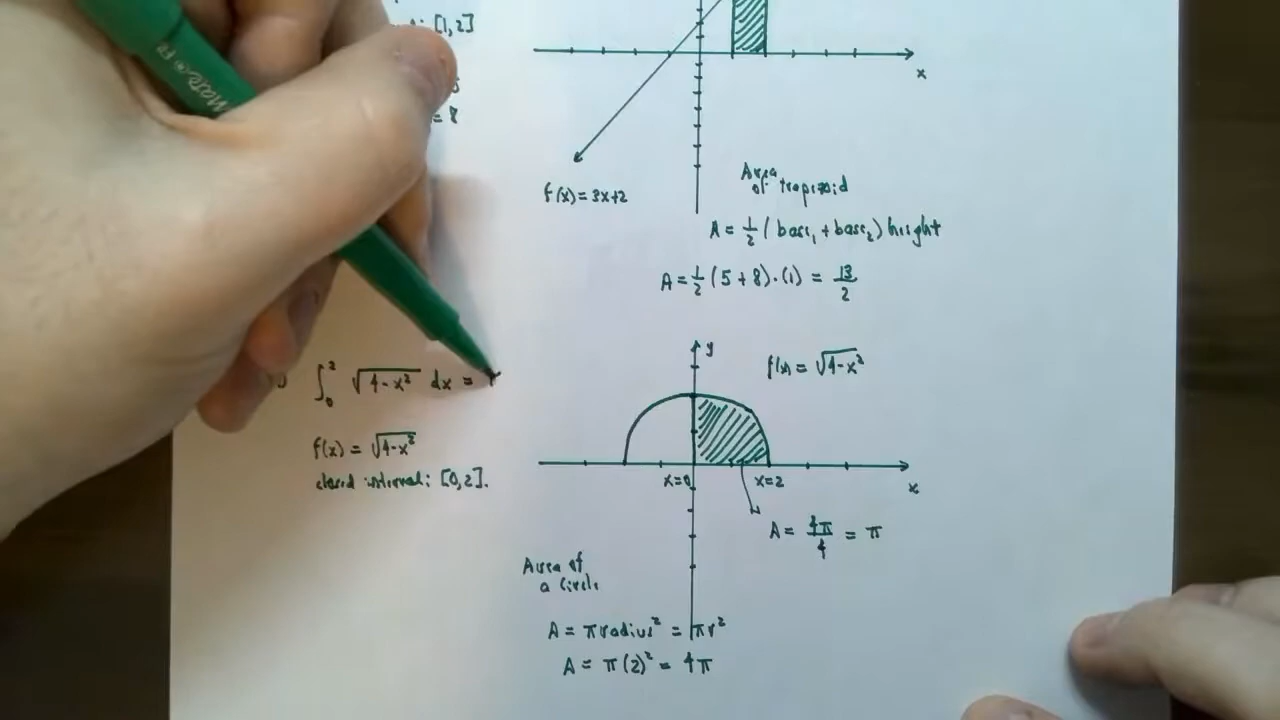 [1,2]
= 8
x
f(x)=3x+2
Area
of trapezoid
A = 1/2 (base₁ + base₂) height
A = 1/2 (5+8)·(1) = 13/2
y
f(x) = √4-x²
∫₀² √4-x² dx =
f(x) = √4-x²
closed interval: [0,2].
x=0
x=2
x
A = 4π/4 = π
Area of
a circle
A = π radius² = πr²
A = π(2)² = 4π